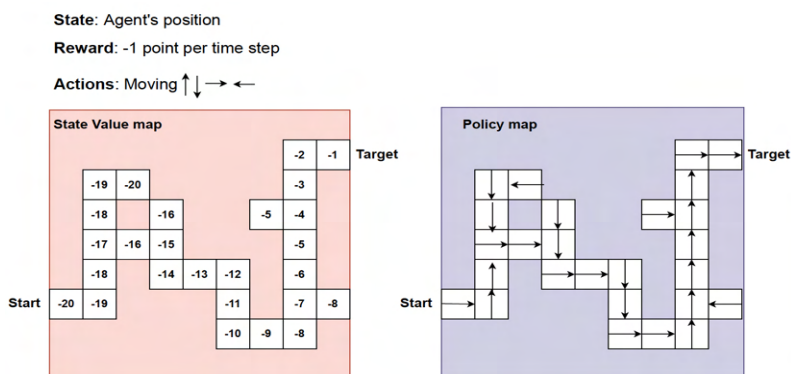 State: Agent's position
Reward: -1 point per time step
Actions: Moving ↑ ↓ → ←
State Value map
Policy map
-2 -1 Target
Target
-19 -20 -3
-18 -16 -5 -4
-17 -16 -15 -5
-18 -14 -13 -12 -6
Start -20 -19 -11 -7 -8
Start
-10 -9 -8